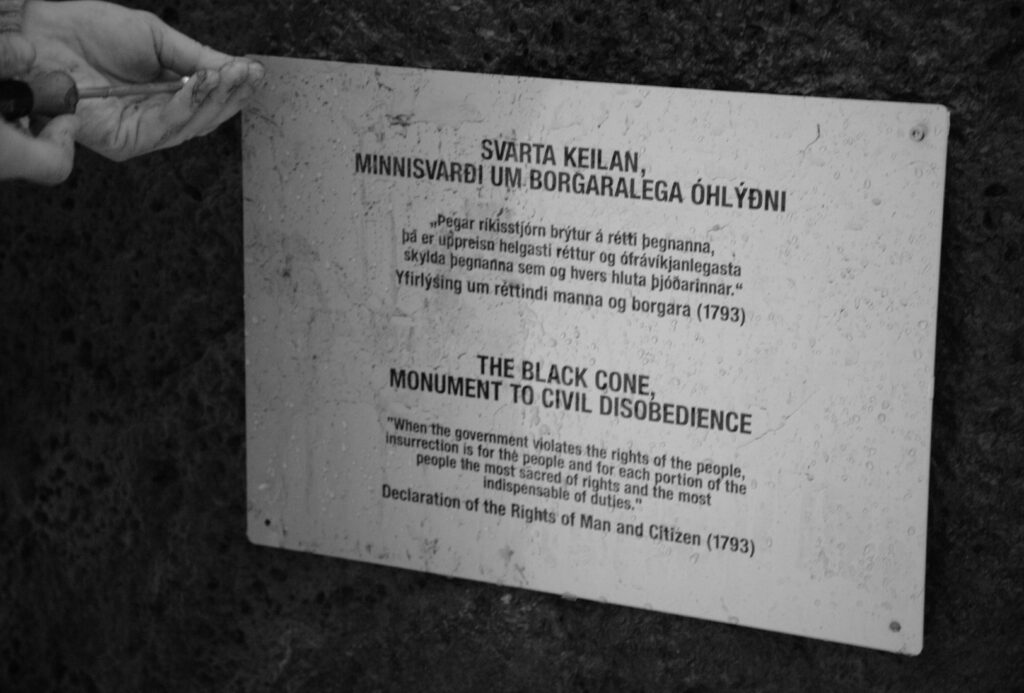 SVARTA KEILAN,
MINNISVARÐI UM BORGARALEGA ÓHLÝÐNI
„Þegar ríkisstjórn brýtur á rétti þegnanna,
þá er uppreisn helgasti réttur og ófrávíkjanlegasta
skylda þegnanna sem og hvers hluta þjóðarinnar.“
Yfirlýsing um réttindi manna og borgara (1793)
THE BLACK CONE,
MONUMENT TO CIVIL DISOBEDIENCE
"When the government violates the rights of the people,
insurrection is for the people and for each portion of the
people the most sacred of rights and the most
indispensable of duties."
Declaration of the Rights of Man and Citizen (1793)